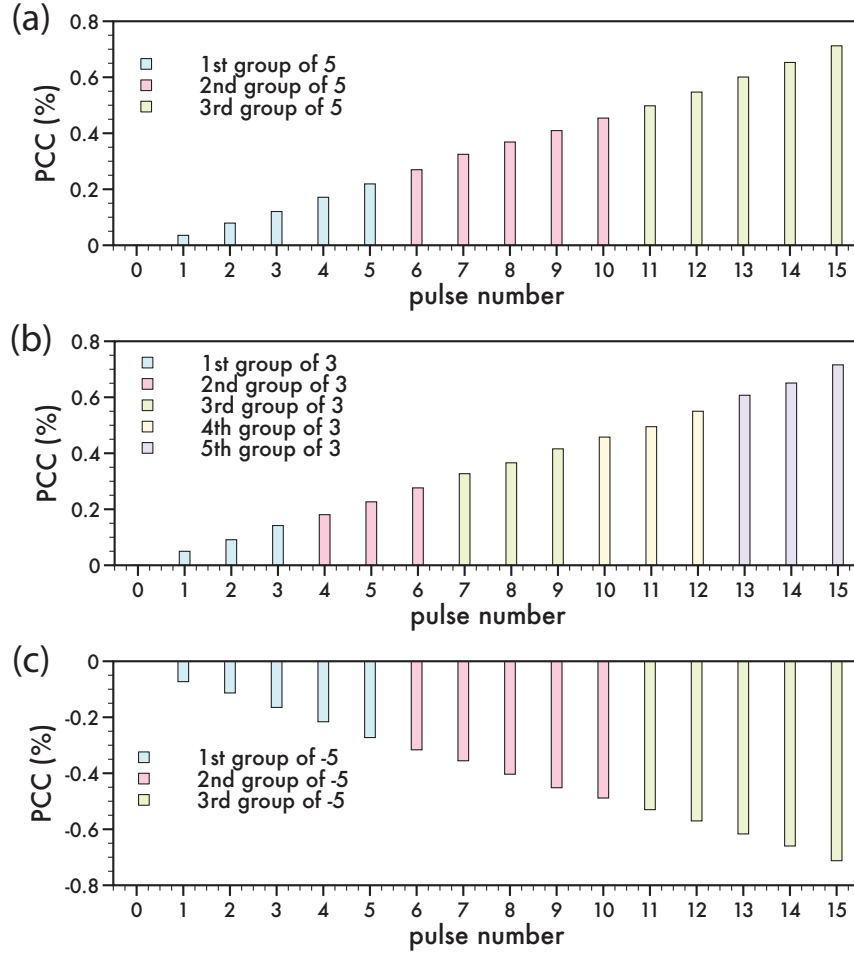 (a)
0.8
0.6
0.4
0.2
0
PCC (%)
1st group of 5
2nd group of 5
3rd group of 5
0 1 2 3 4 5 6 7 8 9 10 11 12 13 14 15
pulse number
(b)
0.8
0.6
0.4
0.2
0
PCC (%)
1st group of 3
2nd group of 3
3rd group of 3
4th group of 3
5th group of 3
0 1 2 3 4 5 6 7 8 9 10 11 12 13 14 15
pulse number
(c)
0
-0.2
-0.4
-0.6
-0.8
PCC (%)
1st group of -5
2nd group of -5
3rd group of -5
0 1 2 3 4 5 6 7 8 9 10 11 12 13 14 15
pulse number